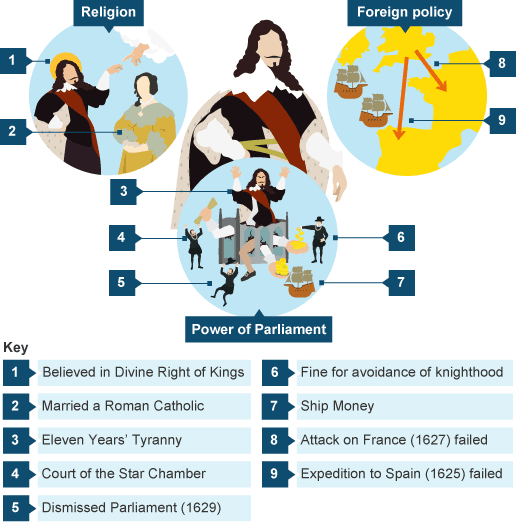 Religion
Foreign policy
1
2
8
9
3
4
5
6
7
Power of Parliament
Key
1 Believed in Divine Right of Kings
2 Married a Roman Catholic
3 Eleven Years' Tyranny
4 Court of the Star Chamber
5 Dismissed Parliament (1629)
6 Fine for avoidance of knighthood
7 Ship Money
8 Attack on France (1627) failed
9 Expedition to Spain (1625) failed